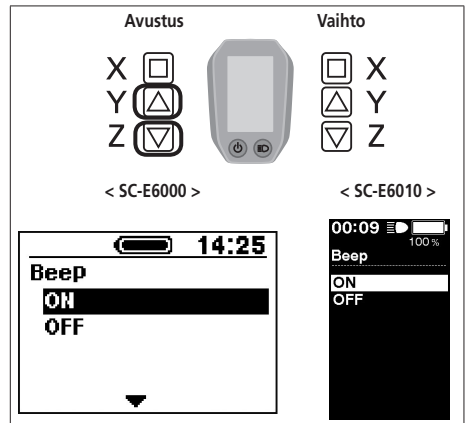 Avustus Vaihto
X X
Y Y
Z Z
< SC-E6000 > < SC-E6010 >
14:25
Beep
ON
OFF
00:09
100 %
Beep
ON
OFF